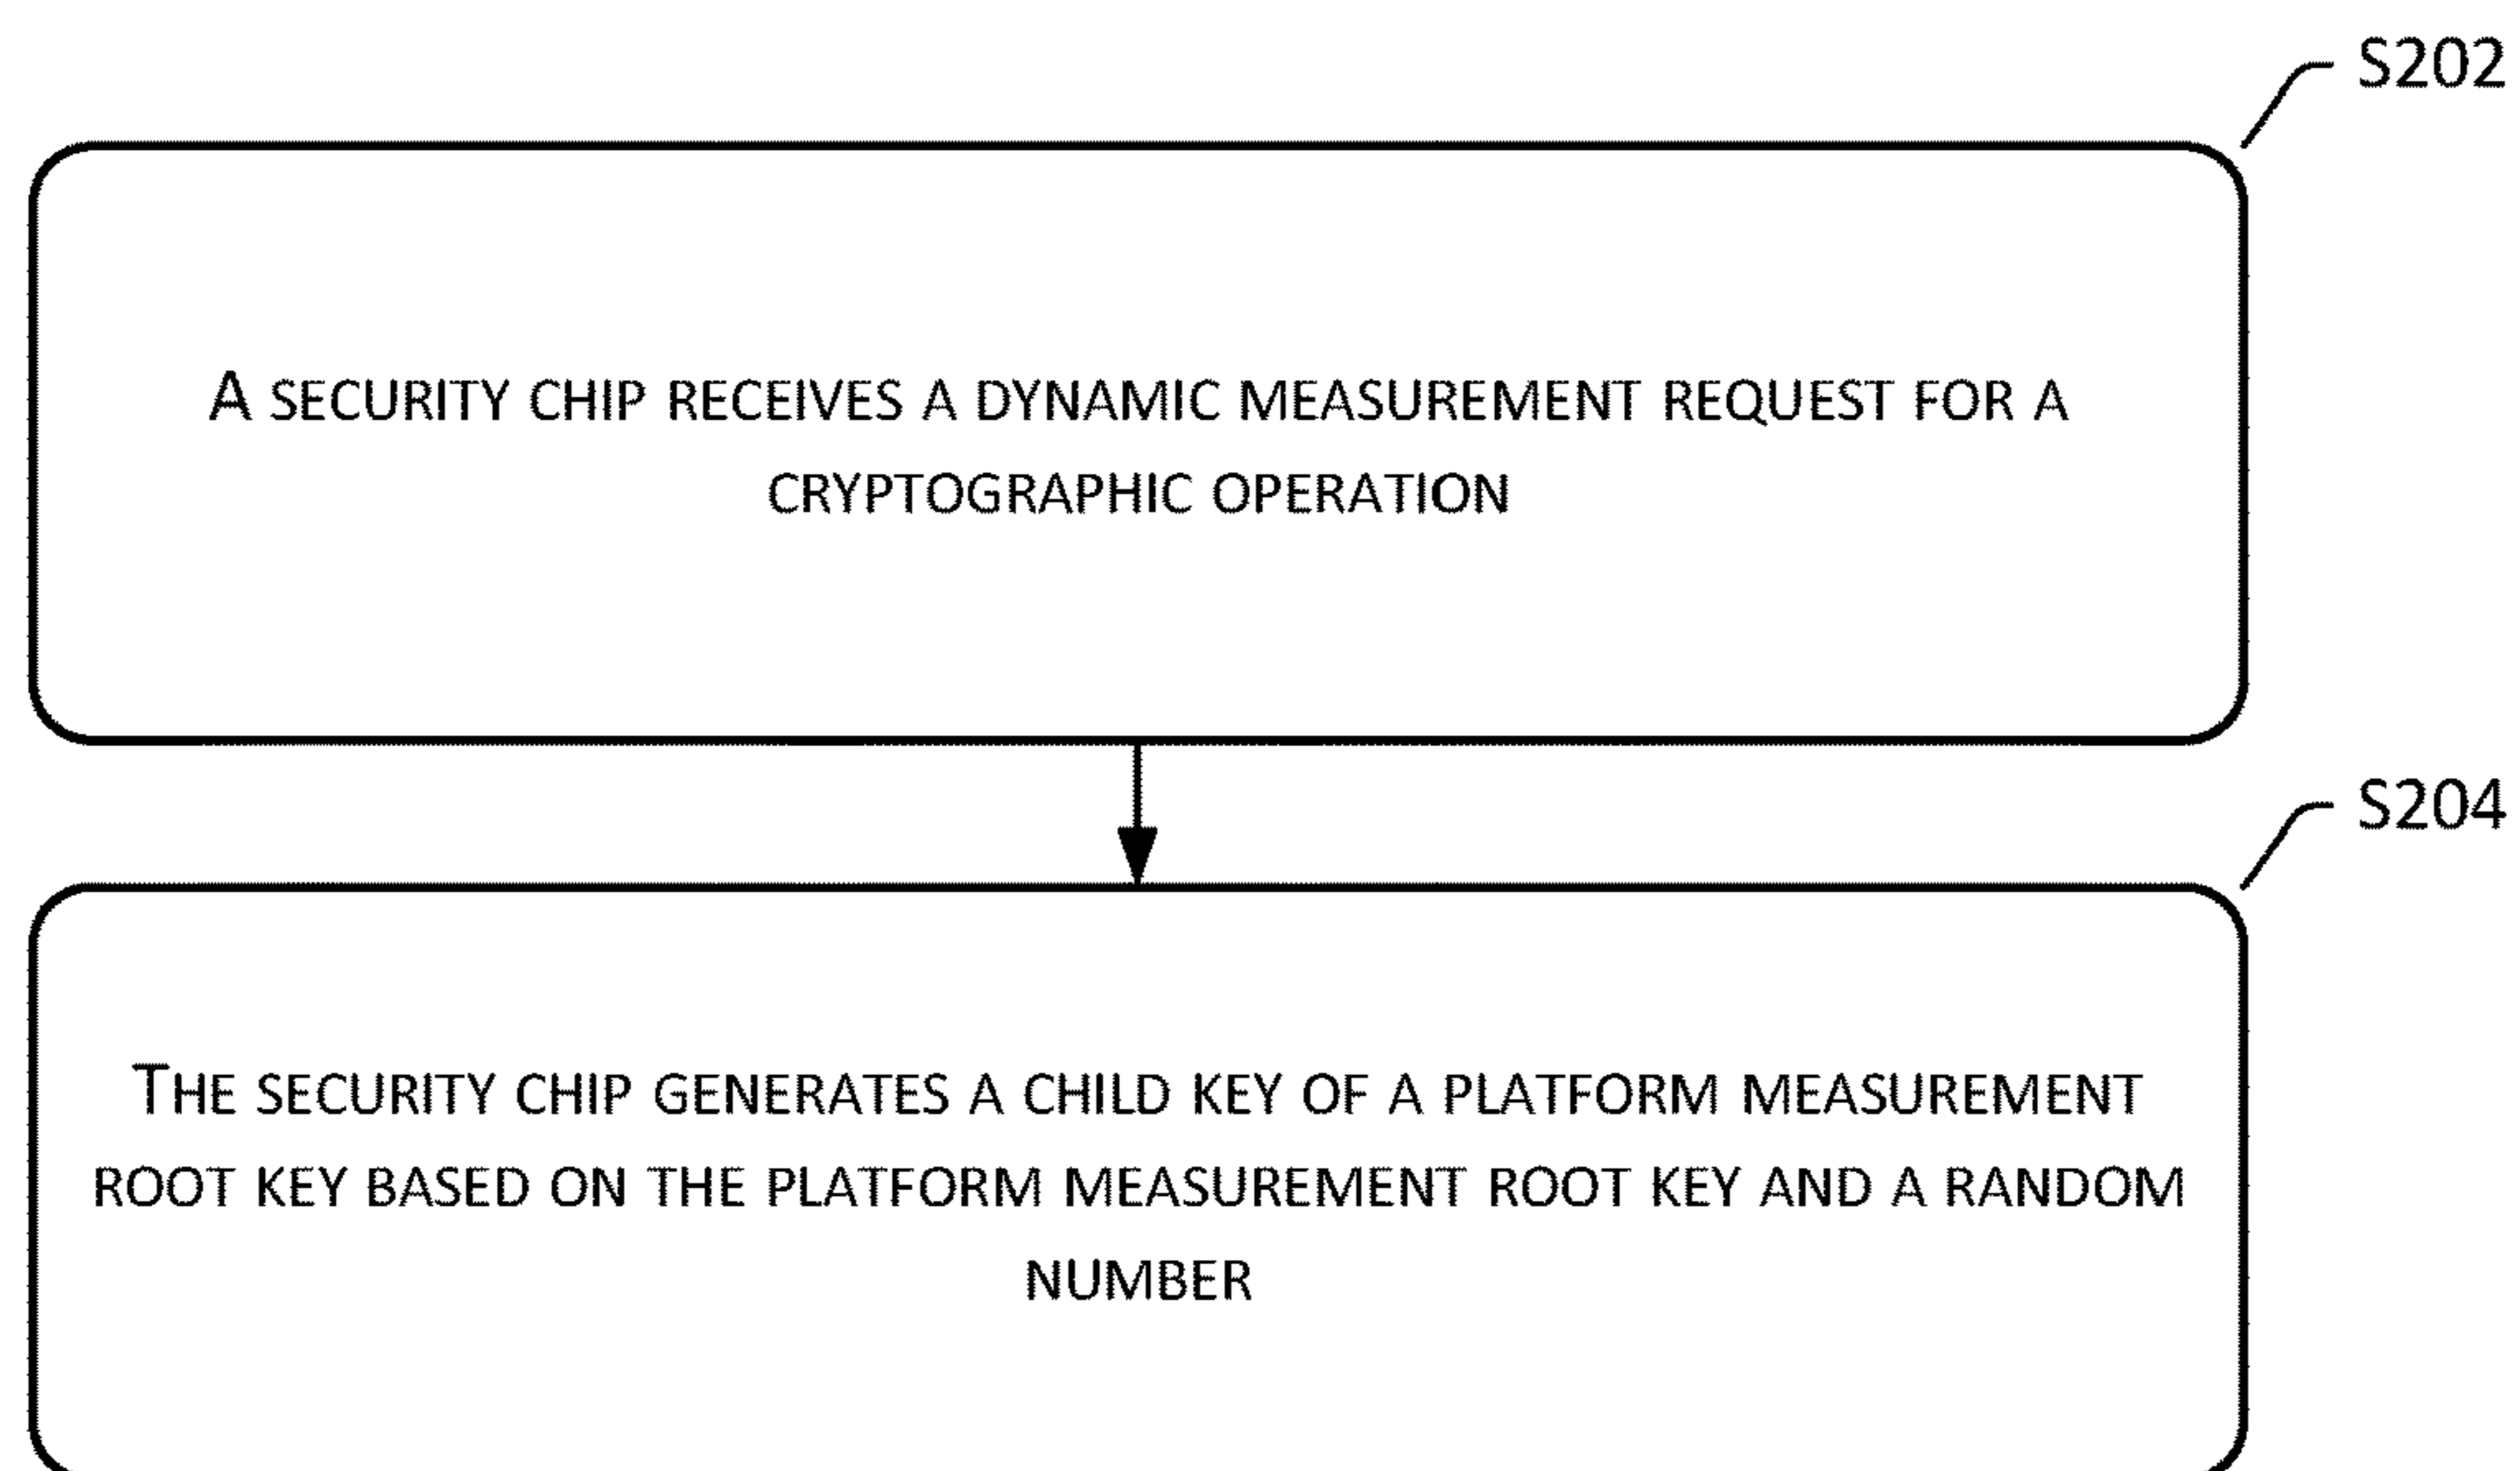 S202
A SECURITY CHIP RECEIVES A DYNAMIC MEASUREMENT REQUEST FOR A
CRYPTOGRAPHIC OPERATION
S204
THE SECURITY CHIP GENERATES A CHILD KEY OF A PLATFORM MEASUREMENT
ROOT KEY BASED ON THE PLATFORM MEASUREMENT ROOT KEY AND A RANDOM
NUMBER